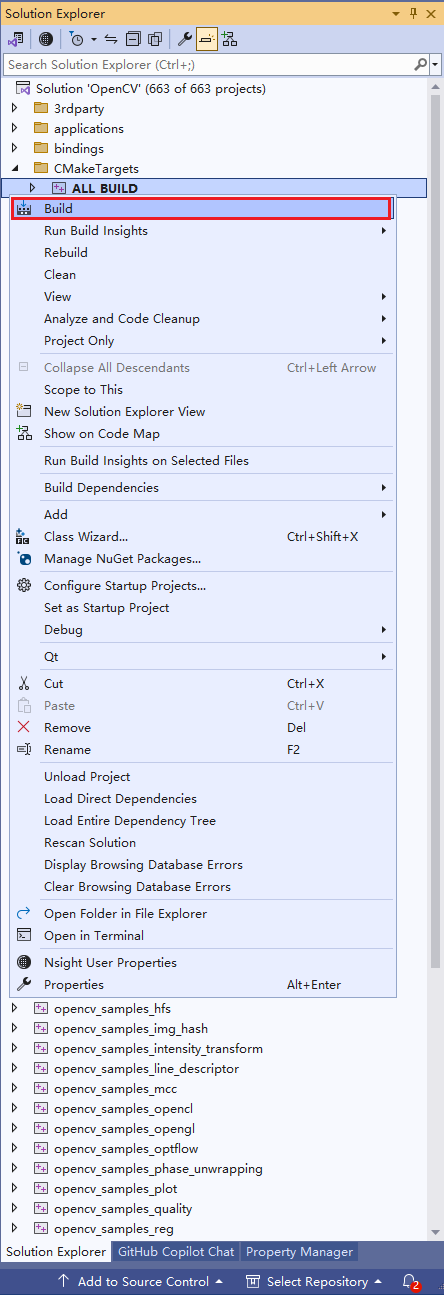 Solution Explorer
Search Solution Explorer (Ctrl+;)
Solution 'OpenCV' (663 of 663 projects)
3rdparty
applications
bindings
CMakeTargets
ALL_BUILD
Build
Run Build Insights
Rebuild
Clean
View
Analyze and Code Cleanup
Project Only
Collapse All Descendants Ctrl+Left Arrow
Scope to This
New Solution Explorer View
Show on Code Map
Run Build Insights on Selected Files
Build Dependencies
Add
Class Wizard... Ctrl+Shift+X
Manage NuGet Packages...
Configure Startup Projects...
Set as Startup Project
Debug
Qt
Cut Ctrl+X
Paste Ctrl+V
Remove Del
Rename F2
Unload Project
Load Direct Dependencies
Load Entire Dependency Tree
Rescan Solution
Display Browsing Database Errors
Clear Browsing Database Errors
Open Folder in File Explorer
Open in Terminal
Nsight User Properties
Properties Alt+Enter
opencv_samples_hfs
opencv_samples_img_hash
opencv_samples_intensity_transform
opencv_samples_line_descriptor
opencv_samples_mcc
opencv_samples_opencl
opencv_samples_opengl
opencv_samples_optflow
opencv_samples_phase_unwrapping
opencv_samples_plot
opencv_samples_quality
opencv_samples_reg
Solution Explorer GitHub Copilot Chat Property Manager
Add to Source Control Select Repository 2